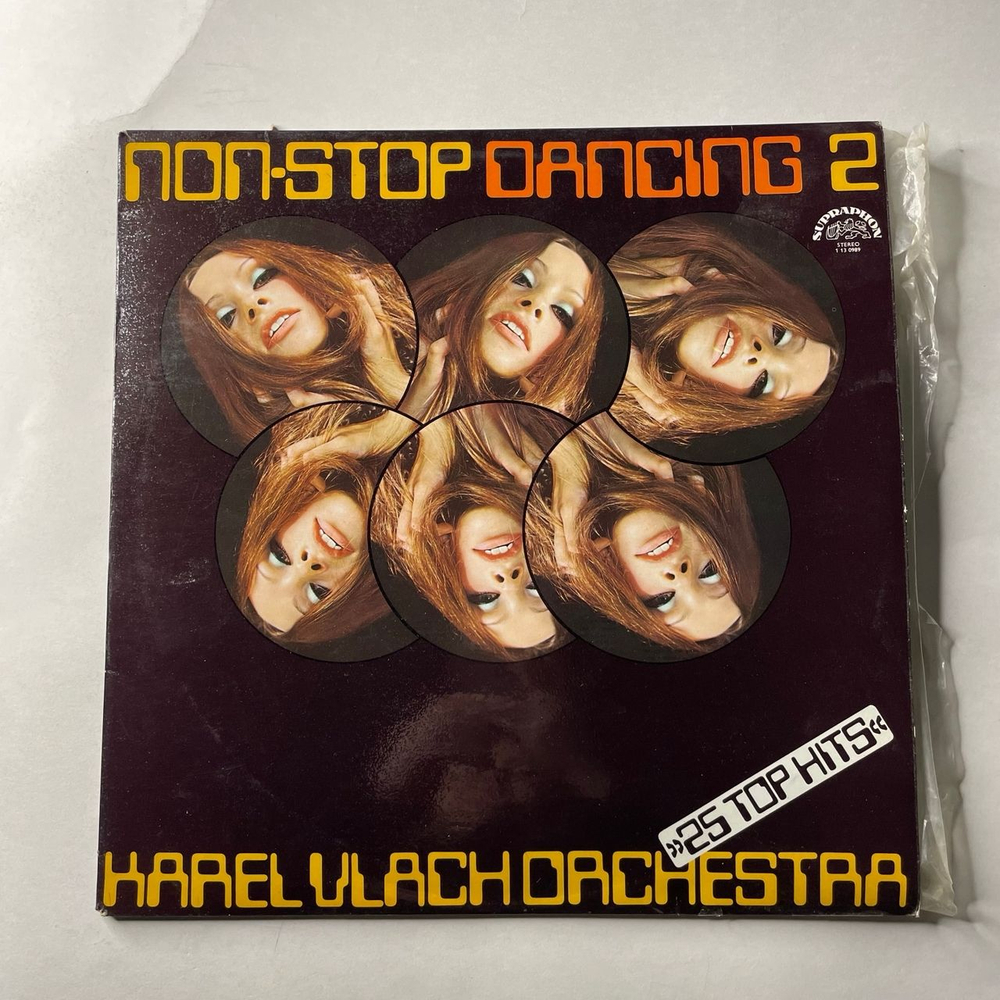 NON-STOP DANCING 2
SUPRAPHON
STEREO
1 13 0989
»25 TOP HITS«
KAREL VLACH ORCHESTRA